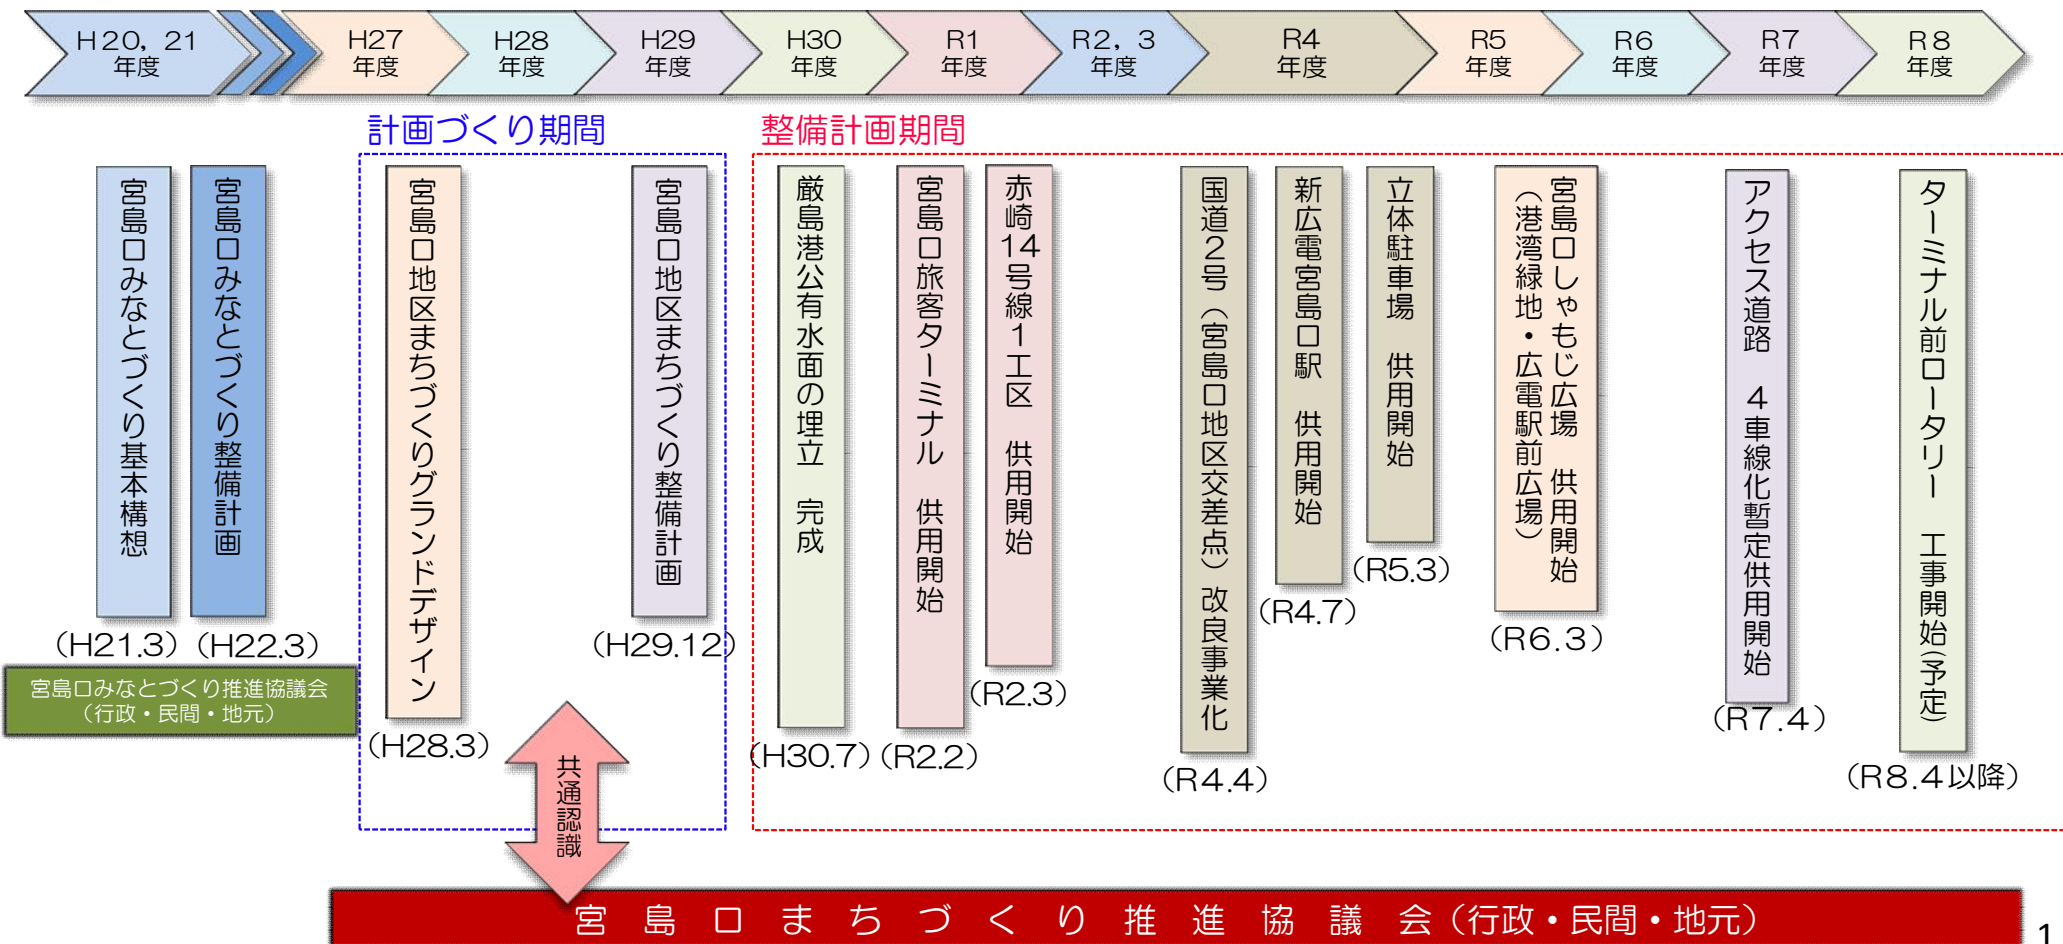 H20, 21
年度
H27
年度
H28
年度
H29
年度
H30
年度
R1
年度
R2, 3
年度
R4
年度
R5
年度
R6
年度
R7
年度
R8
年度
計画づくり期間
整備計画期間
宮島口みなとづくり基本構想
(H21.3)
宮島口みなとづくり整備計画
(H22.3)
宮島口みなとづくり推進協議会
(行政・民間・地元)
宮島口地区まちづくりグランドデザイン
(H28.3)
宮島口地区まちづくり整備計画
(H29.12)
厳島港公有水面の埋立 完成
(H30.7)
宮島口旅客ターミナル 供用開始
(R2.2)
赤崎14号線1工区 供用開始
(R2.3)
国道2号(宮島口地区交差点)改良事業化
(R4.4)
新広電宮島口駅 供用開始
(R4.7)
立体駐車場 供用開始
(R5.3)
宮島口しゃもじ広場 供用開始
(港湾緑地・広電駅前広場)
(R6.3)
アクセス道路 4車線化暫定供用開始
(R7.4)
ターミナル前ロータリー 工事開始(予定)
(R8.4以降)
共通認識
宮島口まちづくり推進協議会(行政・民間・地元)
1